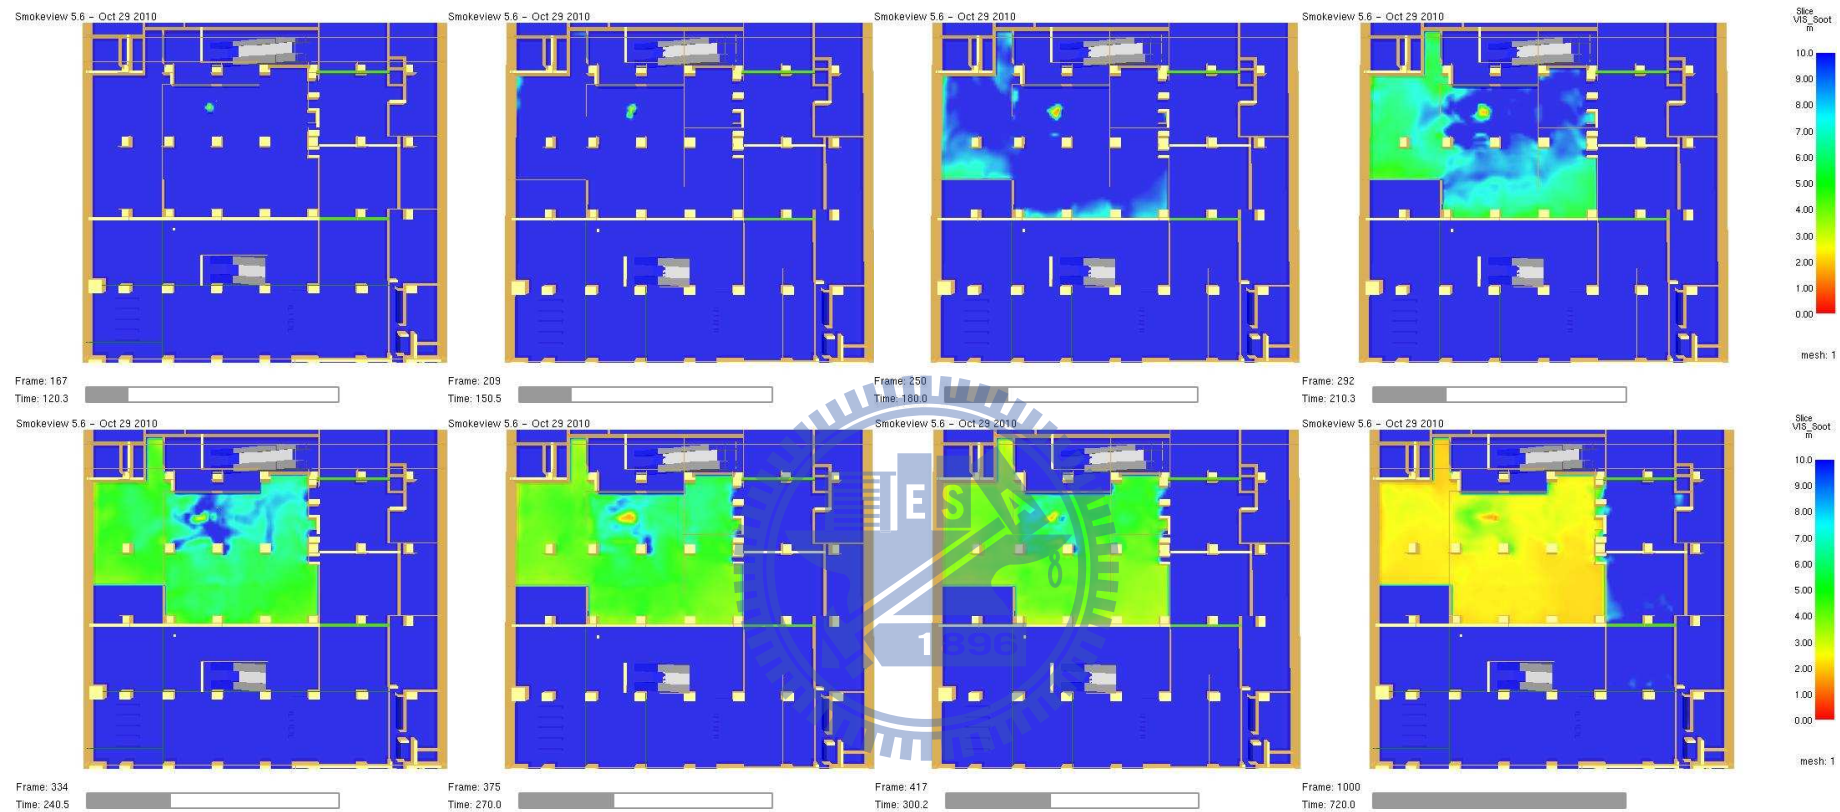 Smokeview 5.6 - Oct 29 2010
Smokeview 5.6 - Oct 29 2010
Smokeview 5.6 - Oct 29 2010
Smokeview 5.6 - Oct 29 2010
Slice
VIS_Soot
m
10.0
9.00
8.00
7.00
6.00
5.00
4.00
3.00
2.00
1.00
0.00
mesh: 1
Frame: 167
Time: 120.3
Frame: 209
Time: 150.5
Frame: 250
Time: 180.0
Frame: 292
Time: 210.3
Smokeview 5.6 - Oct 29 2010
Smokeview 5.6 - Oct 29 2010
Smokeview 5.6 - Oct 29 2010
Smokeview 5.6 - Oct 29 2010
Slice
VIS_Soot
m
10.0
9.00
8.00
7.00
6.00
5.00
4.00
3.00
2.00
1.00
0.00
mesh: 1
E S A
8
1896
Frame: 334
Time: 240.5
Frame: 375
Time: 270.0
Frame: 417
Time: 300.2
Frame: 1000
Time: 720.0